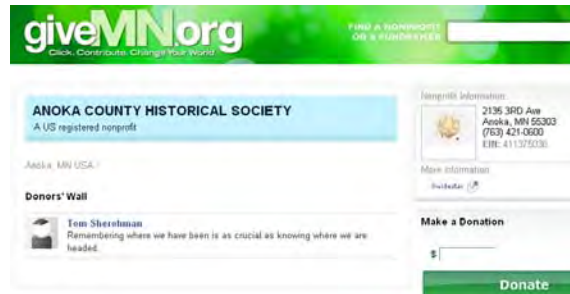 giveMNorg
Click. Contribute. Change Your World
FIND A NONPROFIT
OR A FUNDRAISER
ANOKA COUNTY HISTORICAL SOCIETY
A US registered nonprofit
Anoka, MN USA /
Donors' Wall
Tom Sherohman
Remembering where we have been is as crucial as knowing where we are
headed.
Nonprofit Information
2135 3RD Ave
Anoka, MN 55303
(763) 421-0600
EIN: 411375036
More information
GuideStar
Make a Donation
$
Donate